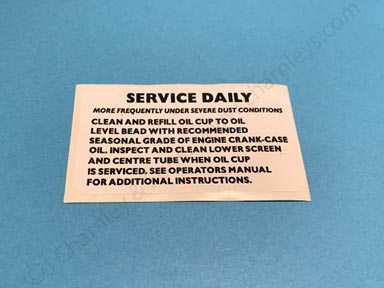 SERVICE DAILY
MORE FREQUENTLY UNDER SEVERE DUST CONDITIONS
CLEAN AND REFILL OIL CUP TO OIL
LEVEL BEAD WITH RECOMMENDED
SEASONAL GRADE OF ENGINE CRANK-CASE
OIL. INSPECT AND CLEAN LOWER SCREEN
AND CENTRE TUBE WHEN OIL CUP
IS SERVICED. SEE OPERATORS MANUAL
FOR ADDITIONAL INSTRUCTIONS.